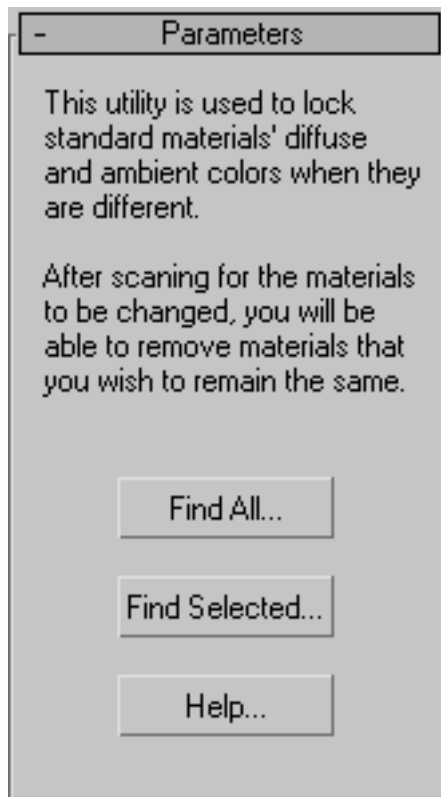 - Parameters
This utility is used to lock
standard materials' diffuse
and ambient colors when they
are different.
After scaning for the materials
to be changed, you will be
able to remove materials that
you wish to remain the same.
Find All...
Find Selected...
Help...